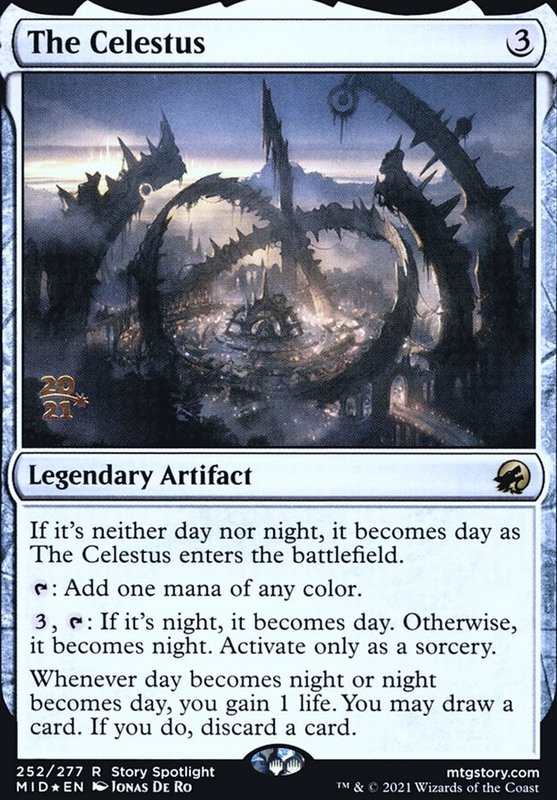 The Celestus 3
20
21
Legendary Artifact
If it's neither day nor night, it becomes day as
The Celestus enters the battlefield.
: Add one mana of any color.
3, : If it's night, it becomes day. Otherwise,
it becomes night. Activate only as a sorcery.
Whenever day becomes night or night
becomes day, you gain 1 life. You may draw a
card. If you do, discard a card.
252/277 R Story Spotlight mtgstory.com
MID★EN Jonas De Ro ™ & © 2021 Wizards of the Coast